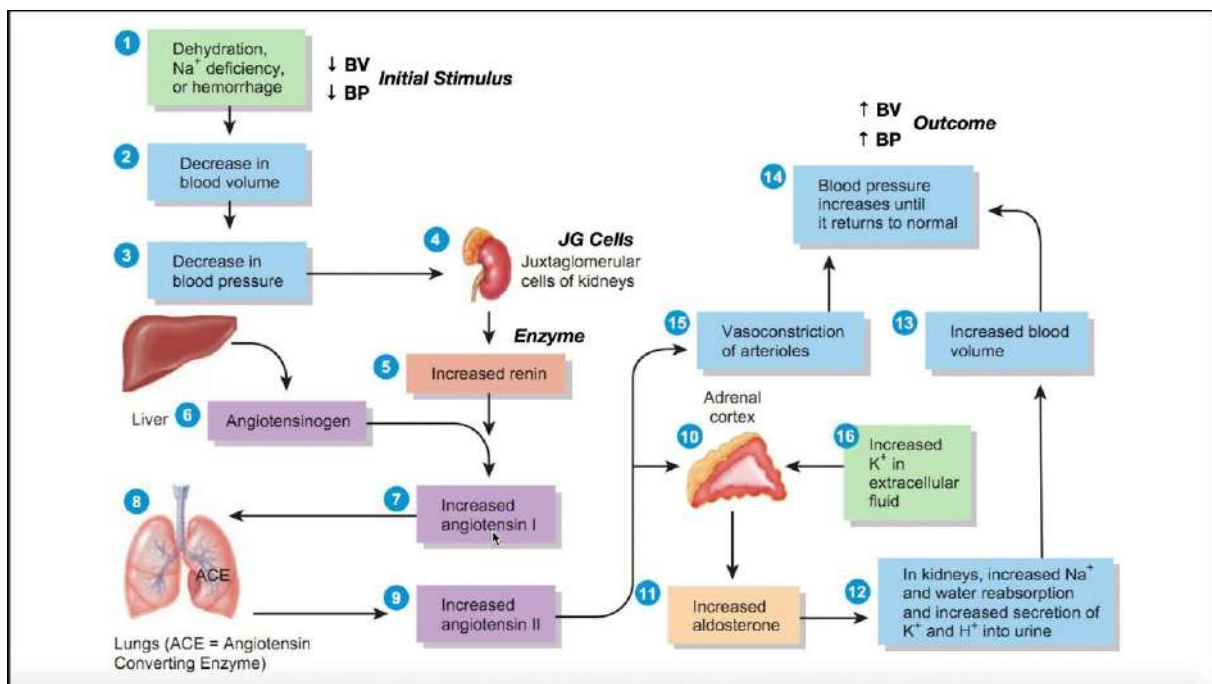 1
Dehydration,
Na⁺ deficiency,
or hemorrhage
↓ BV
↓ BP
Initial Stimulus
2
Decrease in
blood volume
3
Decrease in
blood pressure
4
JG Cells
Juxtaglomerular
cells of kidneys
Enzyme
5
Increased renin
Liver
6
Angiotensinogen
7
Increased
angiotensin I
8
ACE
Lungs (ACE = Angiotensin
Converting Enzyme)
9
Increased
angiotensin II
Adrenal
cortex
10
11
Increased
aldosterone
12
In kidneys, increased Na⁺
and water reabsorption
and increased secretion of
K⁺ and H⁺ into urine
13
Increased blood
volume
↑ BV
↑ BP
Outcome
14
Blood pressure
increases until
it returns to normal
15
Vasoconstriction
of arterioles
16
Increased
K⁺ in
extracellular
fluid